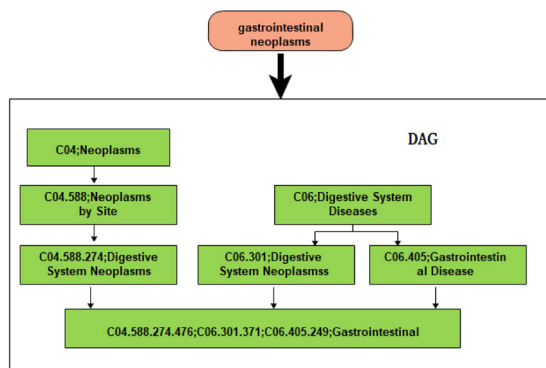 gastrointestinal
neoplasms
DAG
C04;Neoplasms
C04.588;Neoplasms
by Site
C06;Digestive System
Diseases
C04.588.274;Digestive
System Neoplasms
C06.301;Digestive
System Neoplasmss
C06.405;Gastrointestin
al Disease
C04.588.274.476;C06.301.371;C06.405.249;Gastrointestinal